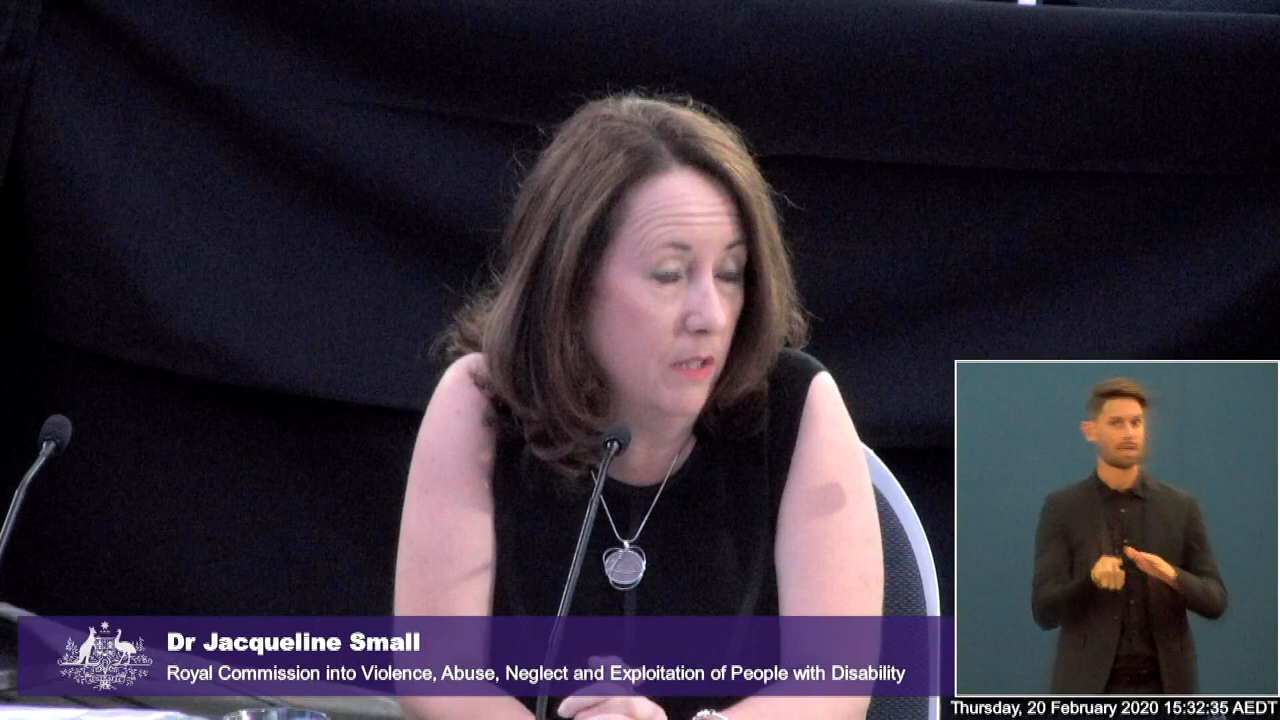 Dr Jacqueline Small
Royal Commission into Violence, Abuse, Neglect and Exploitation of People with Disability
Thursday, 20 February 2020 15:32:35 AEDT